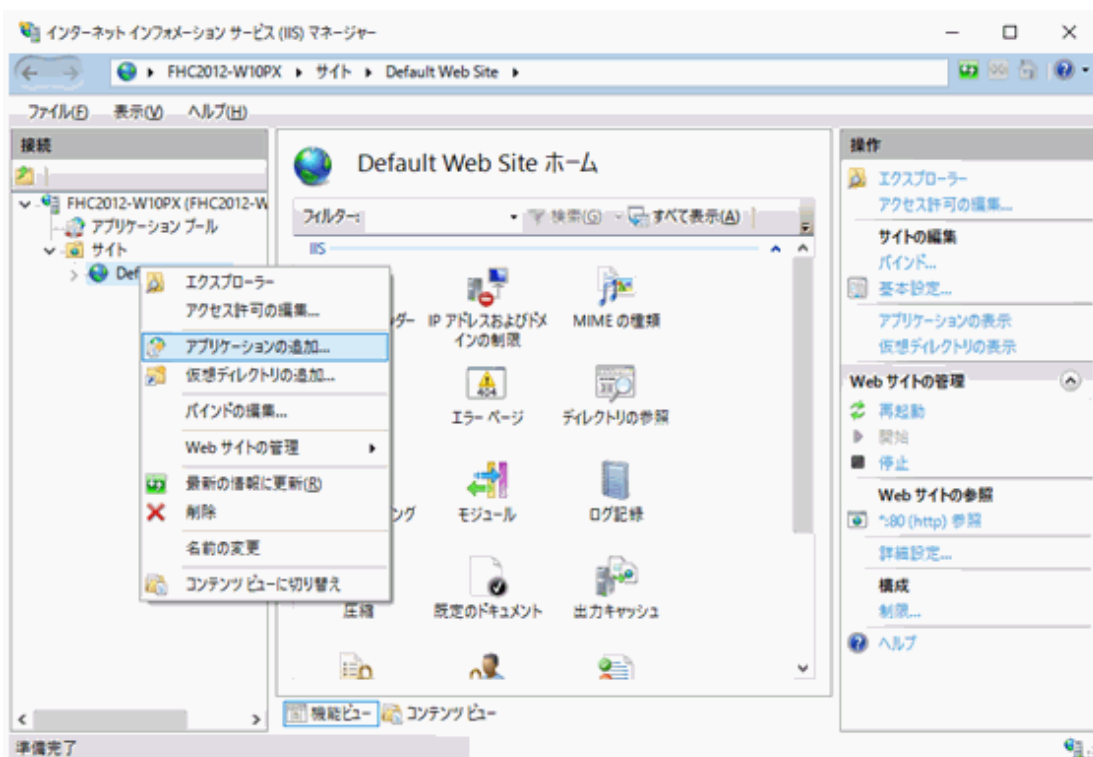 インターネット インフォメーション サービス (IIS) マネージャー
FHC2012-W10PX ▸ サイト ▸ Default Web Site ▸
ファイル(F) 表示(V) ヘルプ(H)
接続
FHC2012-W10PX (FHC2012-W
アプリケーション プール
サイト
Def
エクスプローラー
アクセス許可の編集...
アプリケーションの追加...
仮想ディレクトリの追加...
バインドの編集...
Web サイトの管理
最新の情報に更新(R)
削除
名前の変更
コンテンツ ビューに切り替え
Default Web Site ホーム
フィルター: 検索(G) すべて表示(A)
IIS
ダー IP アドレスおよびドメ
インの制限 MIME の種類
エラー ページ ディレクトリの参照
ング モジュール ログ記録
圧縮 既定のドキュメント 出力キャッシュ
機能ビュー コンテンツ ビュー
操作
エクスプローラー
アクセス許可の編集...
サイトの編集
バインド...
基本設定...
アプリケーションの表示
仮想ディレクトリの表示
Web サイトの管理
再起動
開始
停止
Web サイトの参照
*:80 (http) 参照
詳細設定...
構成
制限...
ヘルプ
準備完了